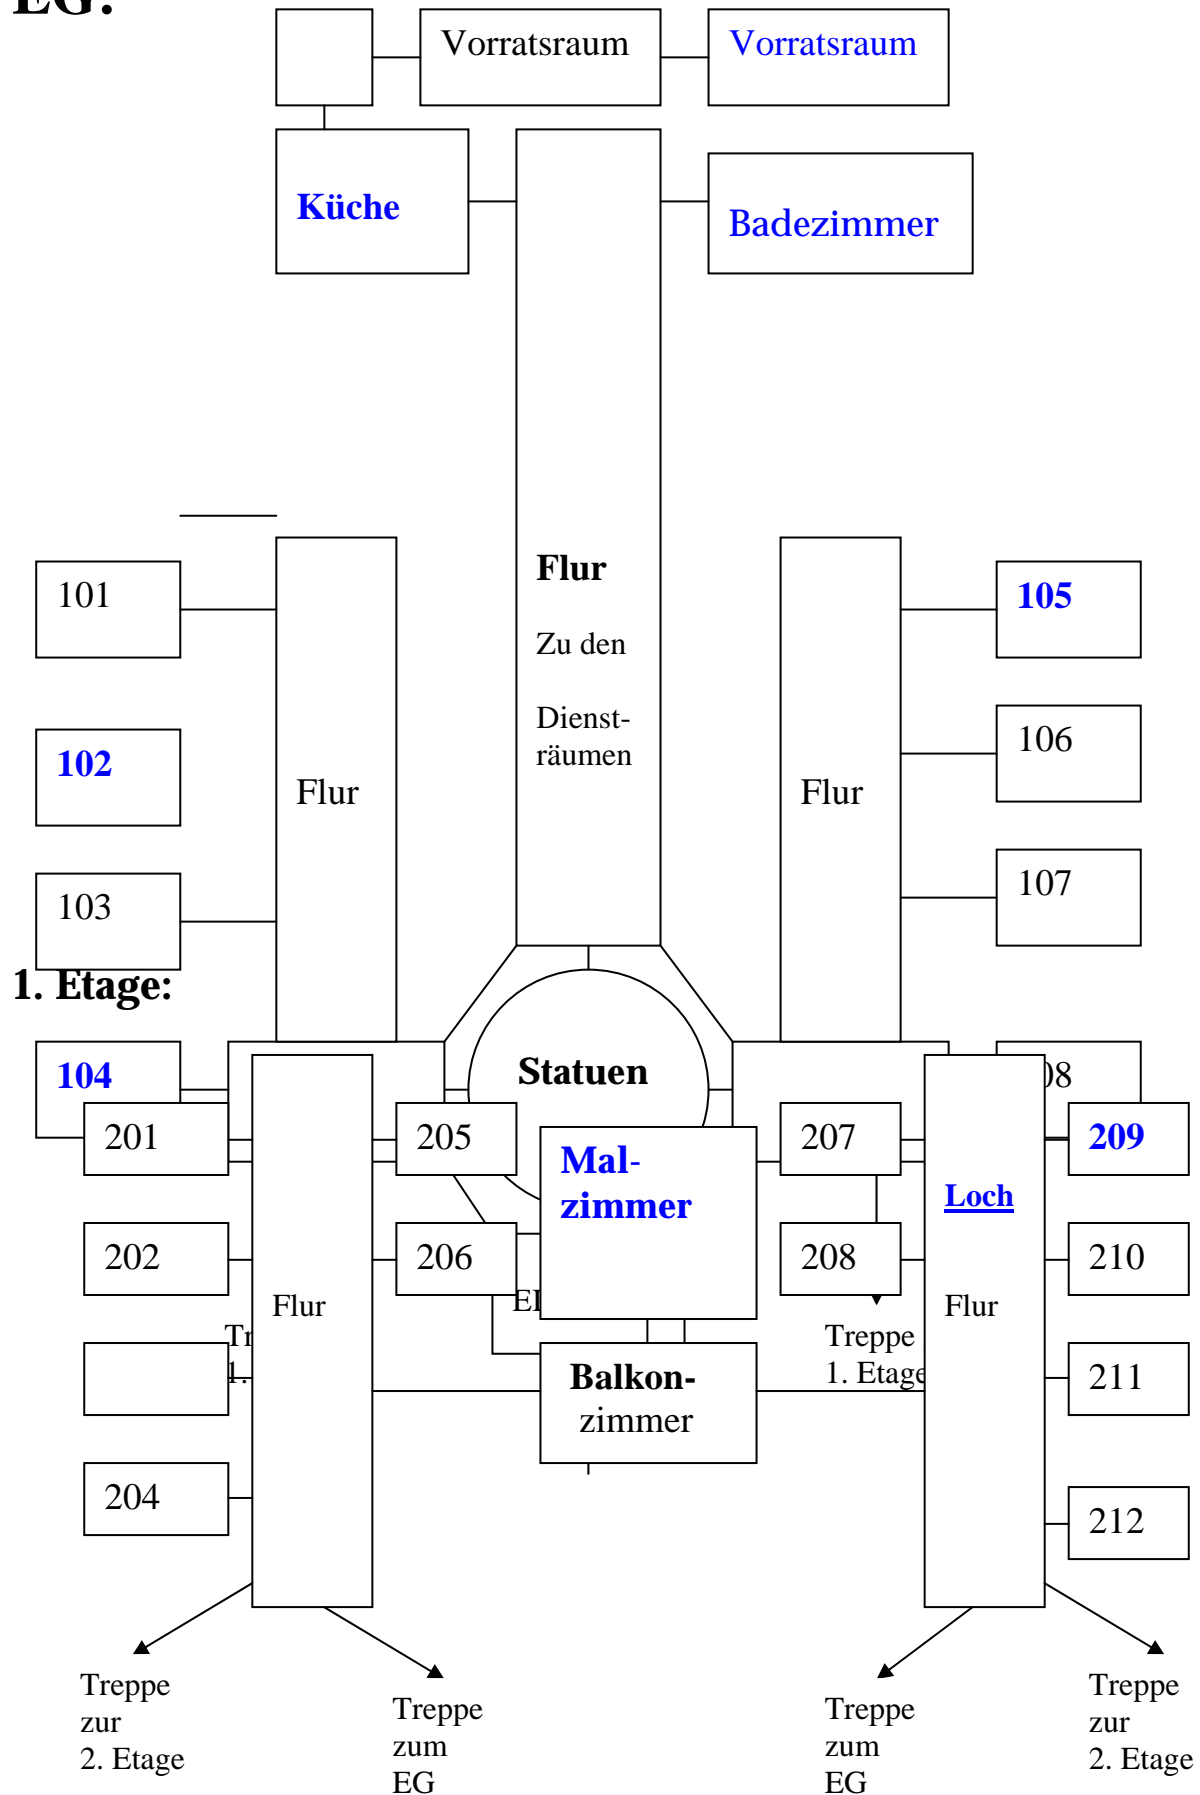 EG:
Vorratsraum
Vorratsraum
Küche
Badezimmer
Flur
Zu den
Dienst-
räumen
101
102
103
104
Flur
Flur
105
106
107
08
Statuen
1. Etage:
201
202
204
Flur
205
206
Mal-
zimmer
207
208
Loch
Flur
209
210
211
212
Tr
1.
Treppe
1. Etage
Balkon-
zimmer
Treppe
zur
2. Etage
Treppe
zum
EG
Treppe
zum
EG
Treppe
zur
2. Etage